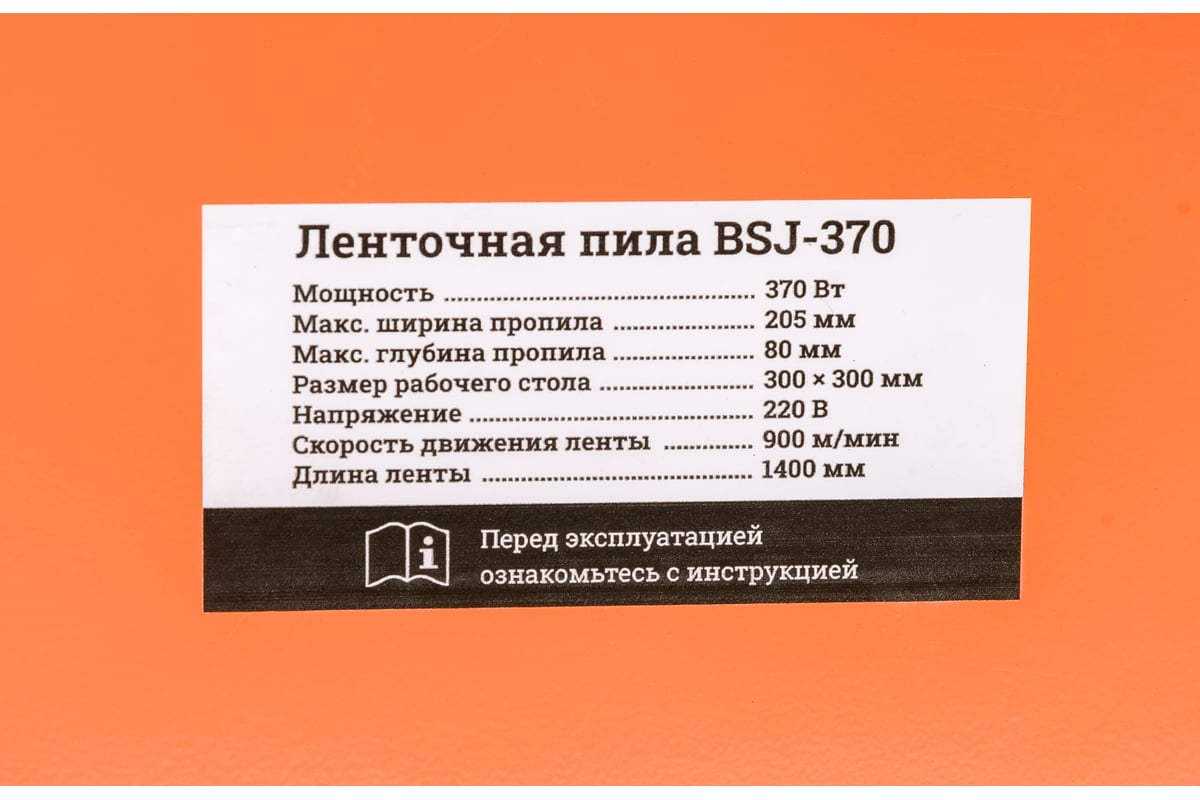 Ленточная пила BSJ-370
Мощность ................................................ 370 Вт
Макс. ширина пропила ...................... 205 мм
Макс. глубина пропила ...................... 80 мм
Размер рабочего стола ........................ 300 × 300 мм
Напряжение ............................................ 220 В
Скорость движения ленты .............. 900 м/мин
Длина ленты .......................................... 1400 мм
i
Перед эксплуатацией
ознакомьтесь с инструкцией